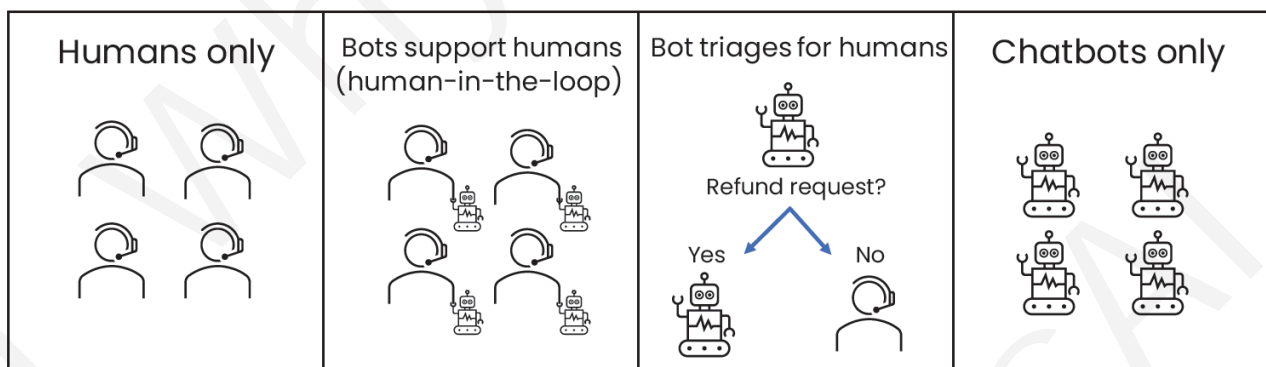 Humans only
Bots support humans
(human-in-the-loop)
Bot triages for humans
Refund request?
Yes
No
Chatbots only